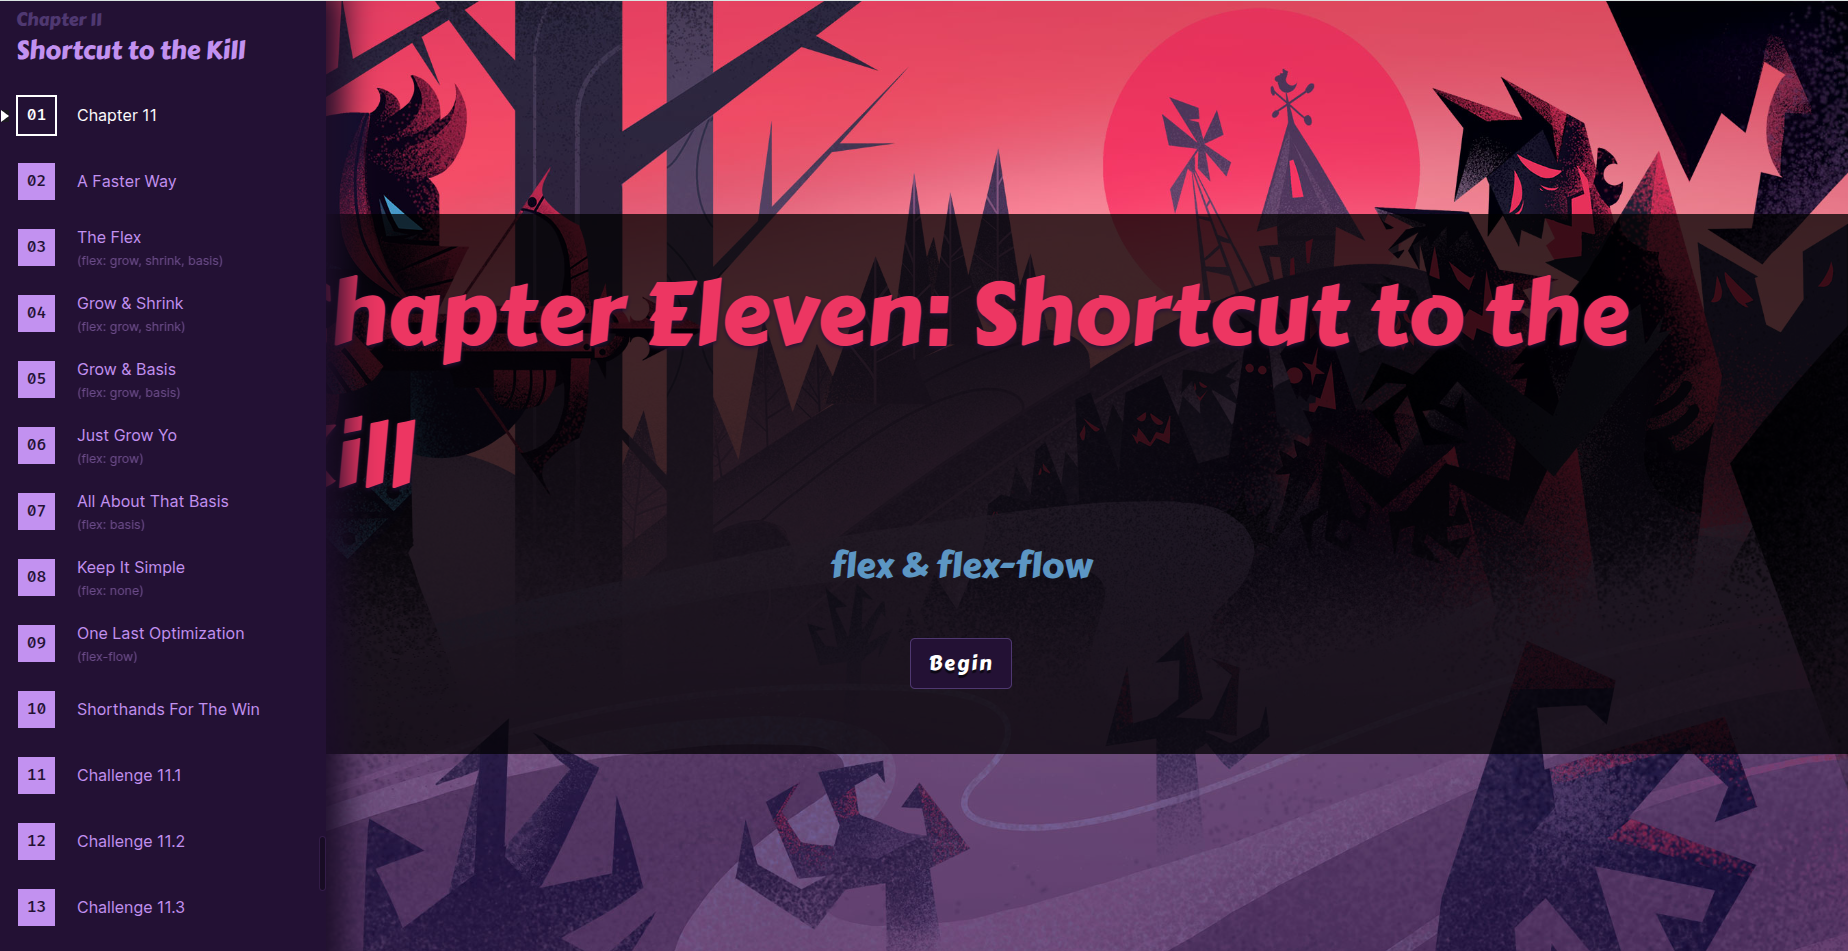 Chapter 11
Shortcut to the Kill
01 Chapter 11
02 A Faster Way
03 The Flex
(flex: grow, shrink, basis)
04 Grow & Shrink
(flex: grow, shrink)
05 Grow & Basis
(flex: grow, basis)
06 Just Grow Yo
(flex: grow)
07 All About That Basis
(flex: basis)
08 Keep It Simple
(flex: none)
09 One Last Optimization
(flex-flow)
10 Shorthands For The Win
11 Challenge 11.1
12 Challenge 11.2
13 Challenge 11.3
hapter Eleven: Shortcut to the
ill
flex & flex-flow
Begin